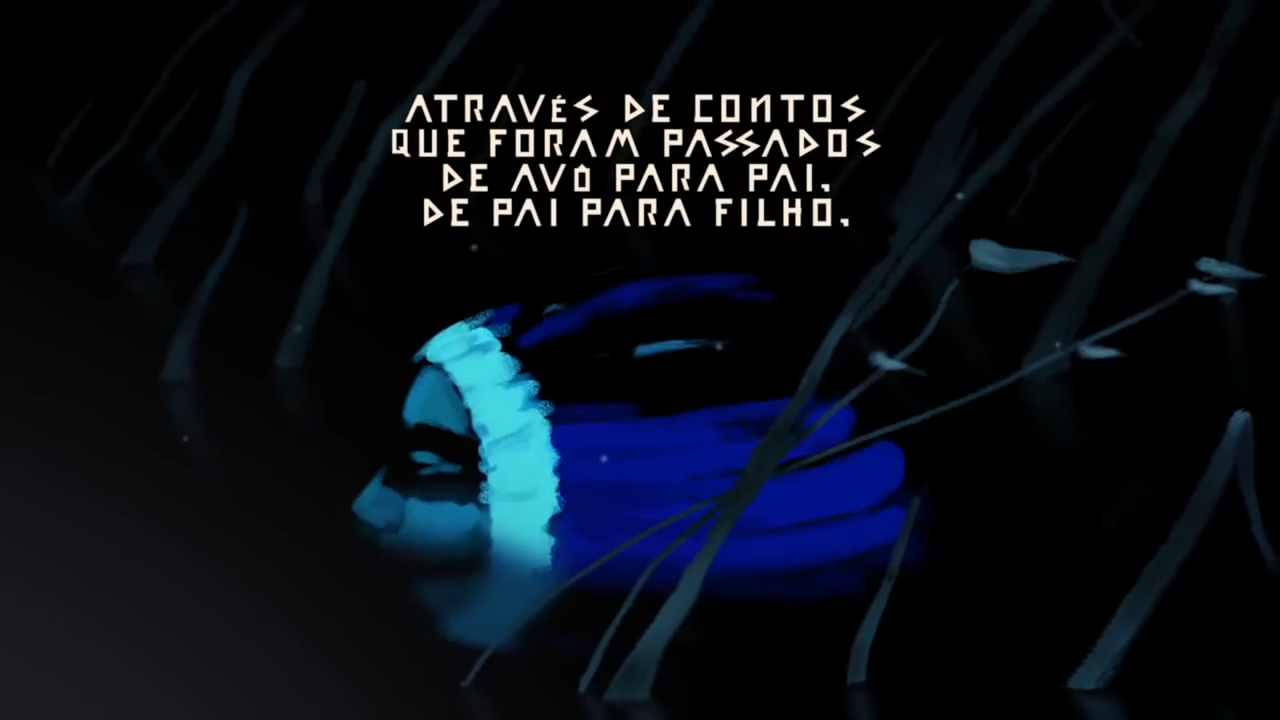 ATRAVÉS DE CONTOS
QUE FORAM PASSADOS
DE AVÔ PARA PAI,
DE PAI PARA FILHO,